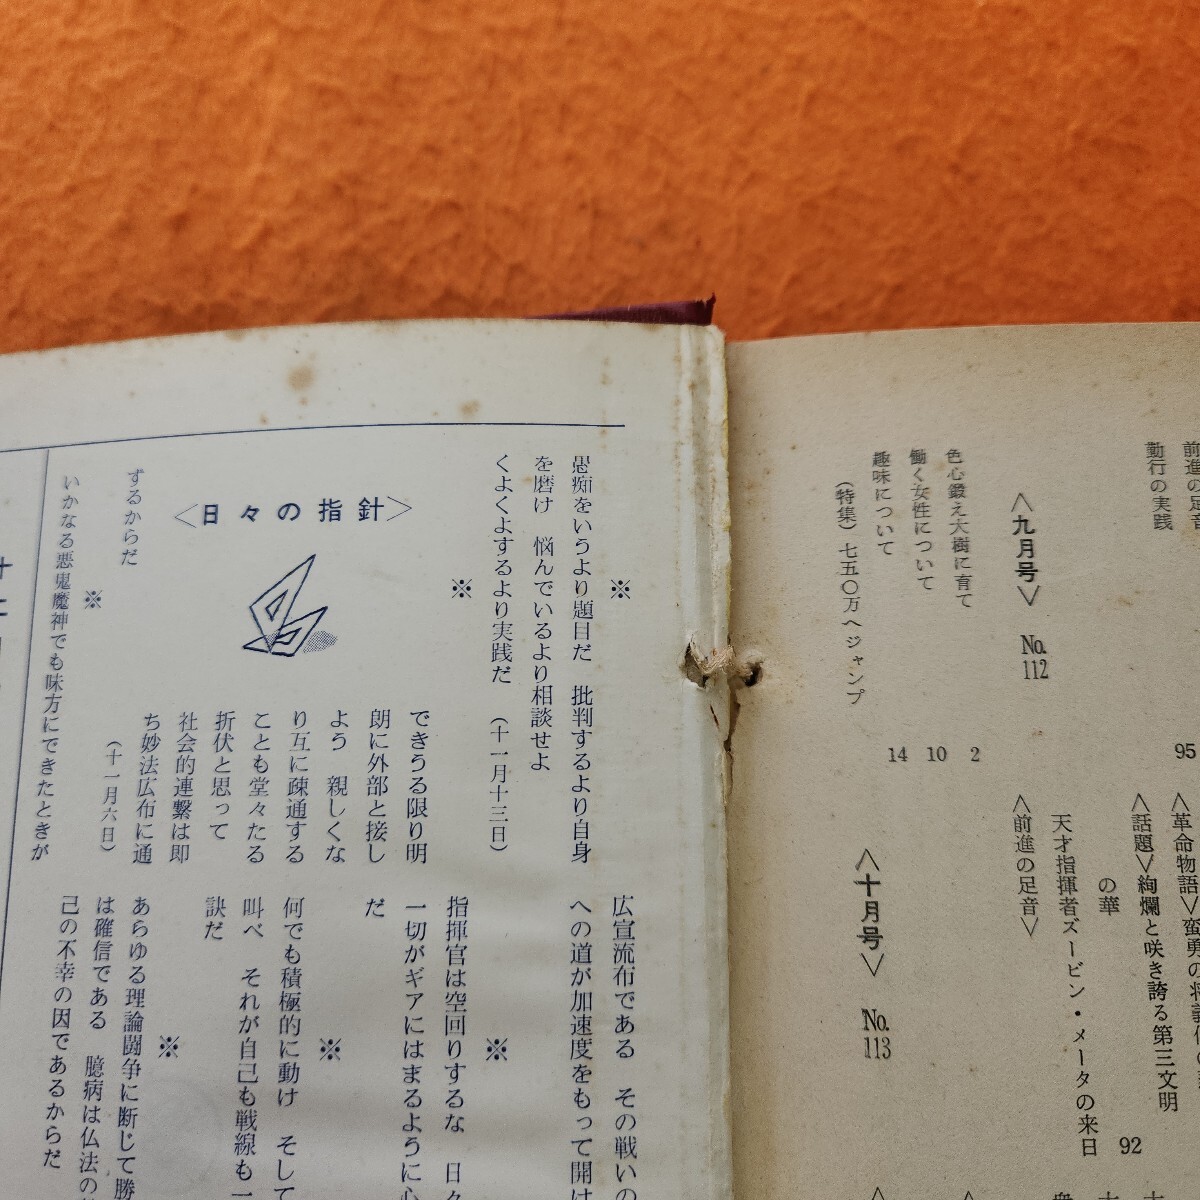 愚痴をいうより題目だ　批判するより自身
を磨け　悩んでいるより相談せよ
くよくよするより実践だ
（十一月十三日）
※
※
＜日々の指針＞
できうる限り明
朗に外部と接し
よう　親しくな
り互に疎通する
ことも堂々たる
折伏と思って
社会的連繋は即
ち妙法広布に通
ずるからだ
（十一月六日）
※
いかなる悪鬼魔神でも味方にできたときが
広宣流布である　その戦いの
への道が加速度をもって開け
※
指揮官は空回りするな　日々
一切がギアにはまるように心
だ
※
何でも積極的に動け　そして
叫べ　それが自己も戦線も一
訣だ
※
あらゆる理論闘争に断じて勝
は確信である　臆病は仏法の
己の不幸の因であるからだ
前進の足音
勤行の実践
95
＜九月号＞　No.112
色心鍛え大樹に育て
2
働く女性について
10
趣味について
14
（特集）七五〇万へジャンプ
＜革命物語＞蛮勇の将義仲の
＜話題＞絢爛と咲き誇る第三文明
の華
天才指揮者ズービン・メータの来日
92
＜前進の足音＞
＜十月号＞　No.113